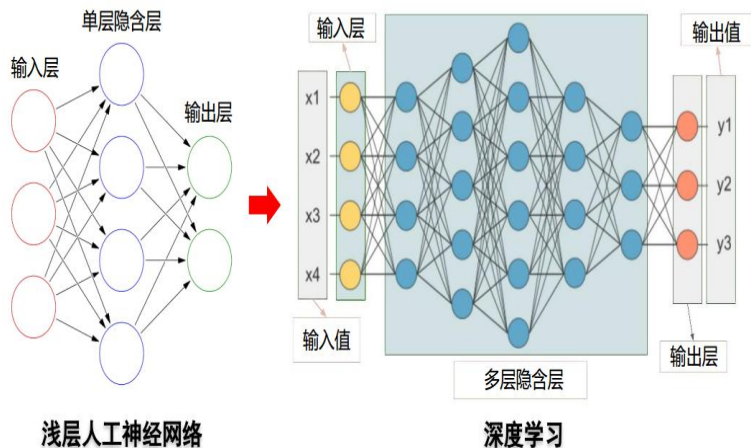 单层隐含层
输入层
输出层
浅层人工神经网络
输入层
输出值
x1
x2
x3
x4
y1
y2
y3
输入值
多层隐含层
输出层
深度学习